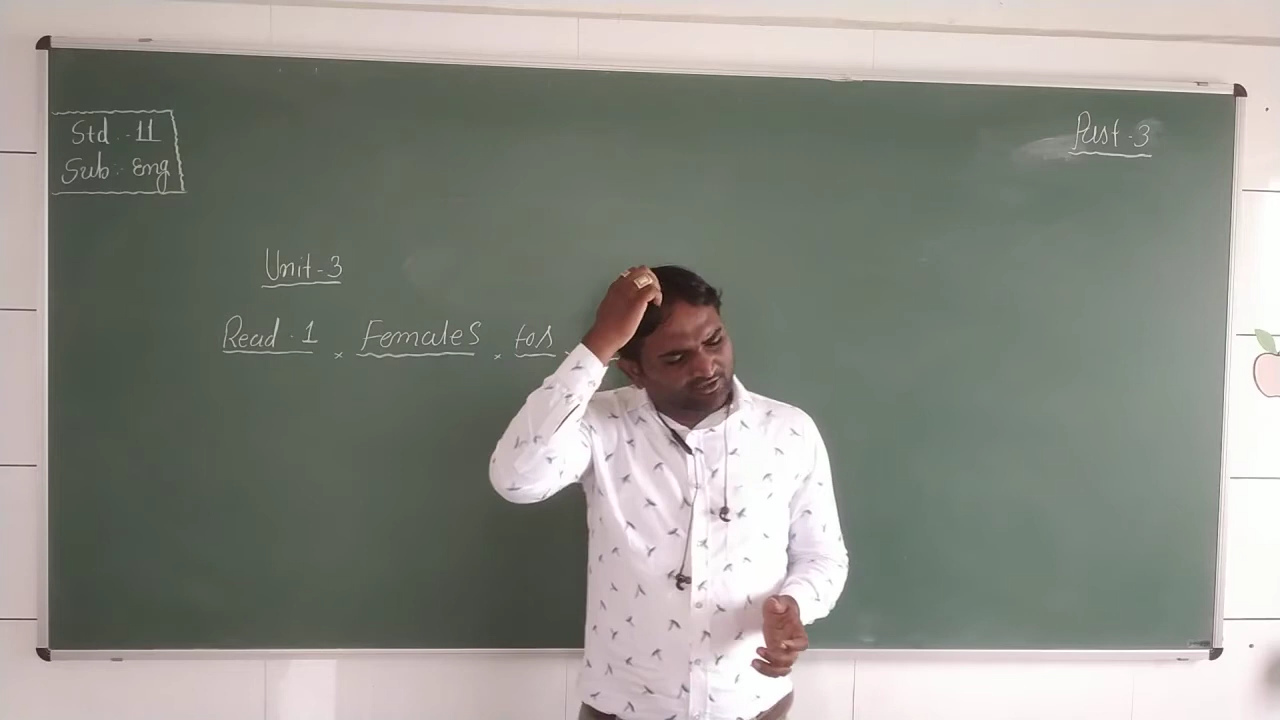 Std :- 11
Sub :- Eng
Part - 3
Unit - 3
Read . 1 × Females × for